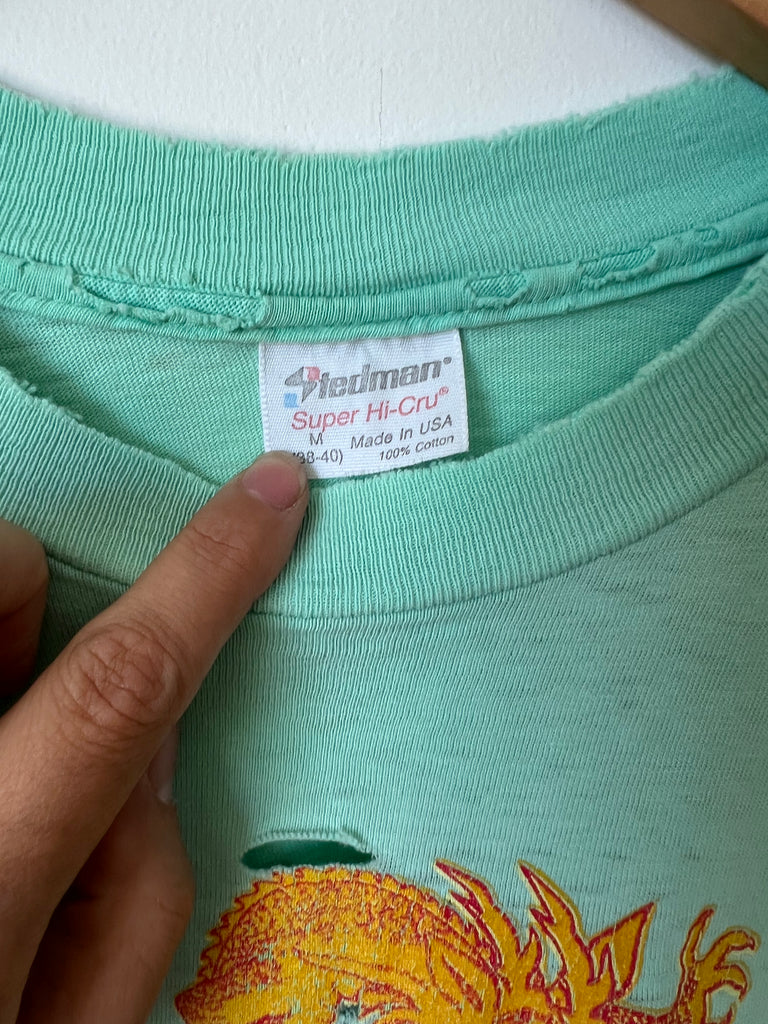 Stedman®
Super Hi-Cru®
M Made In USA
(38-40) 100% Cotton